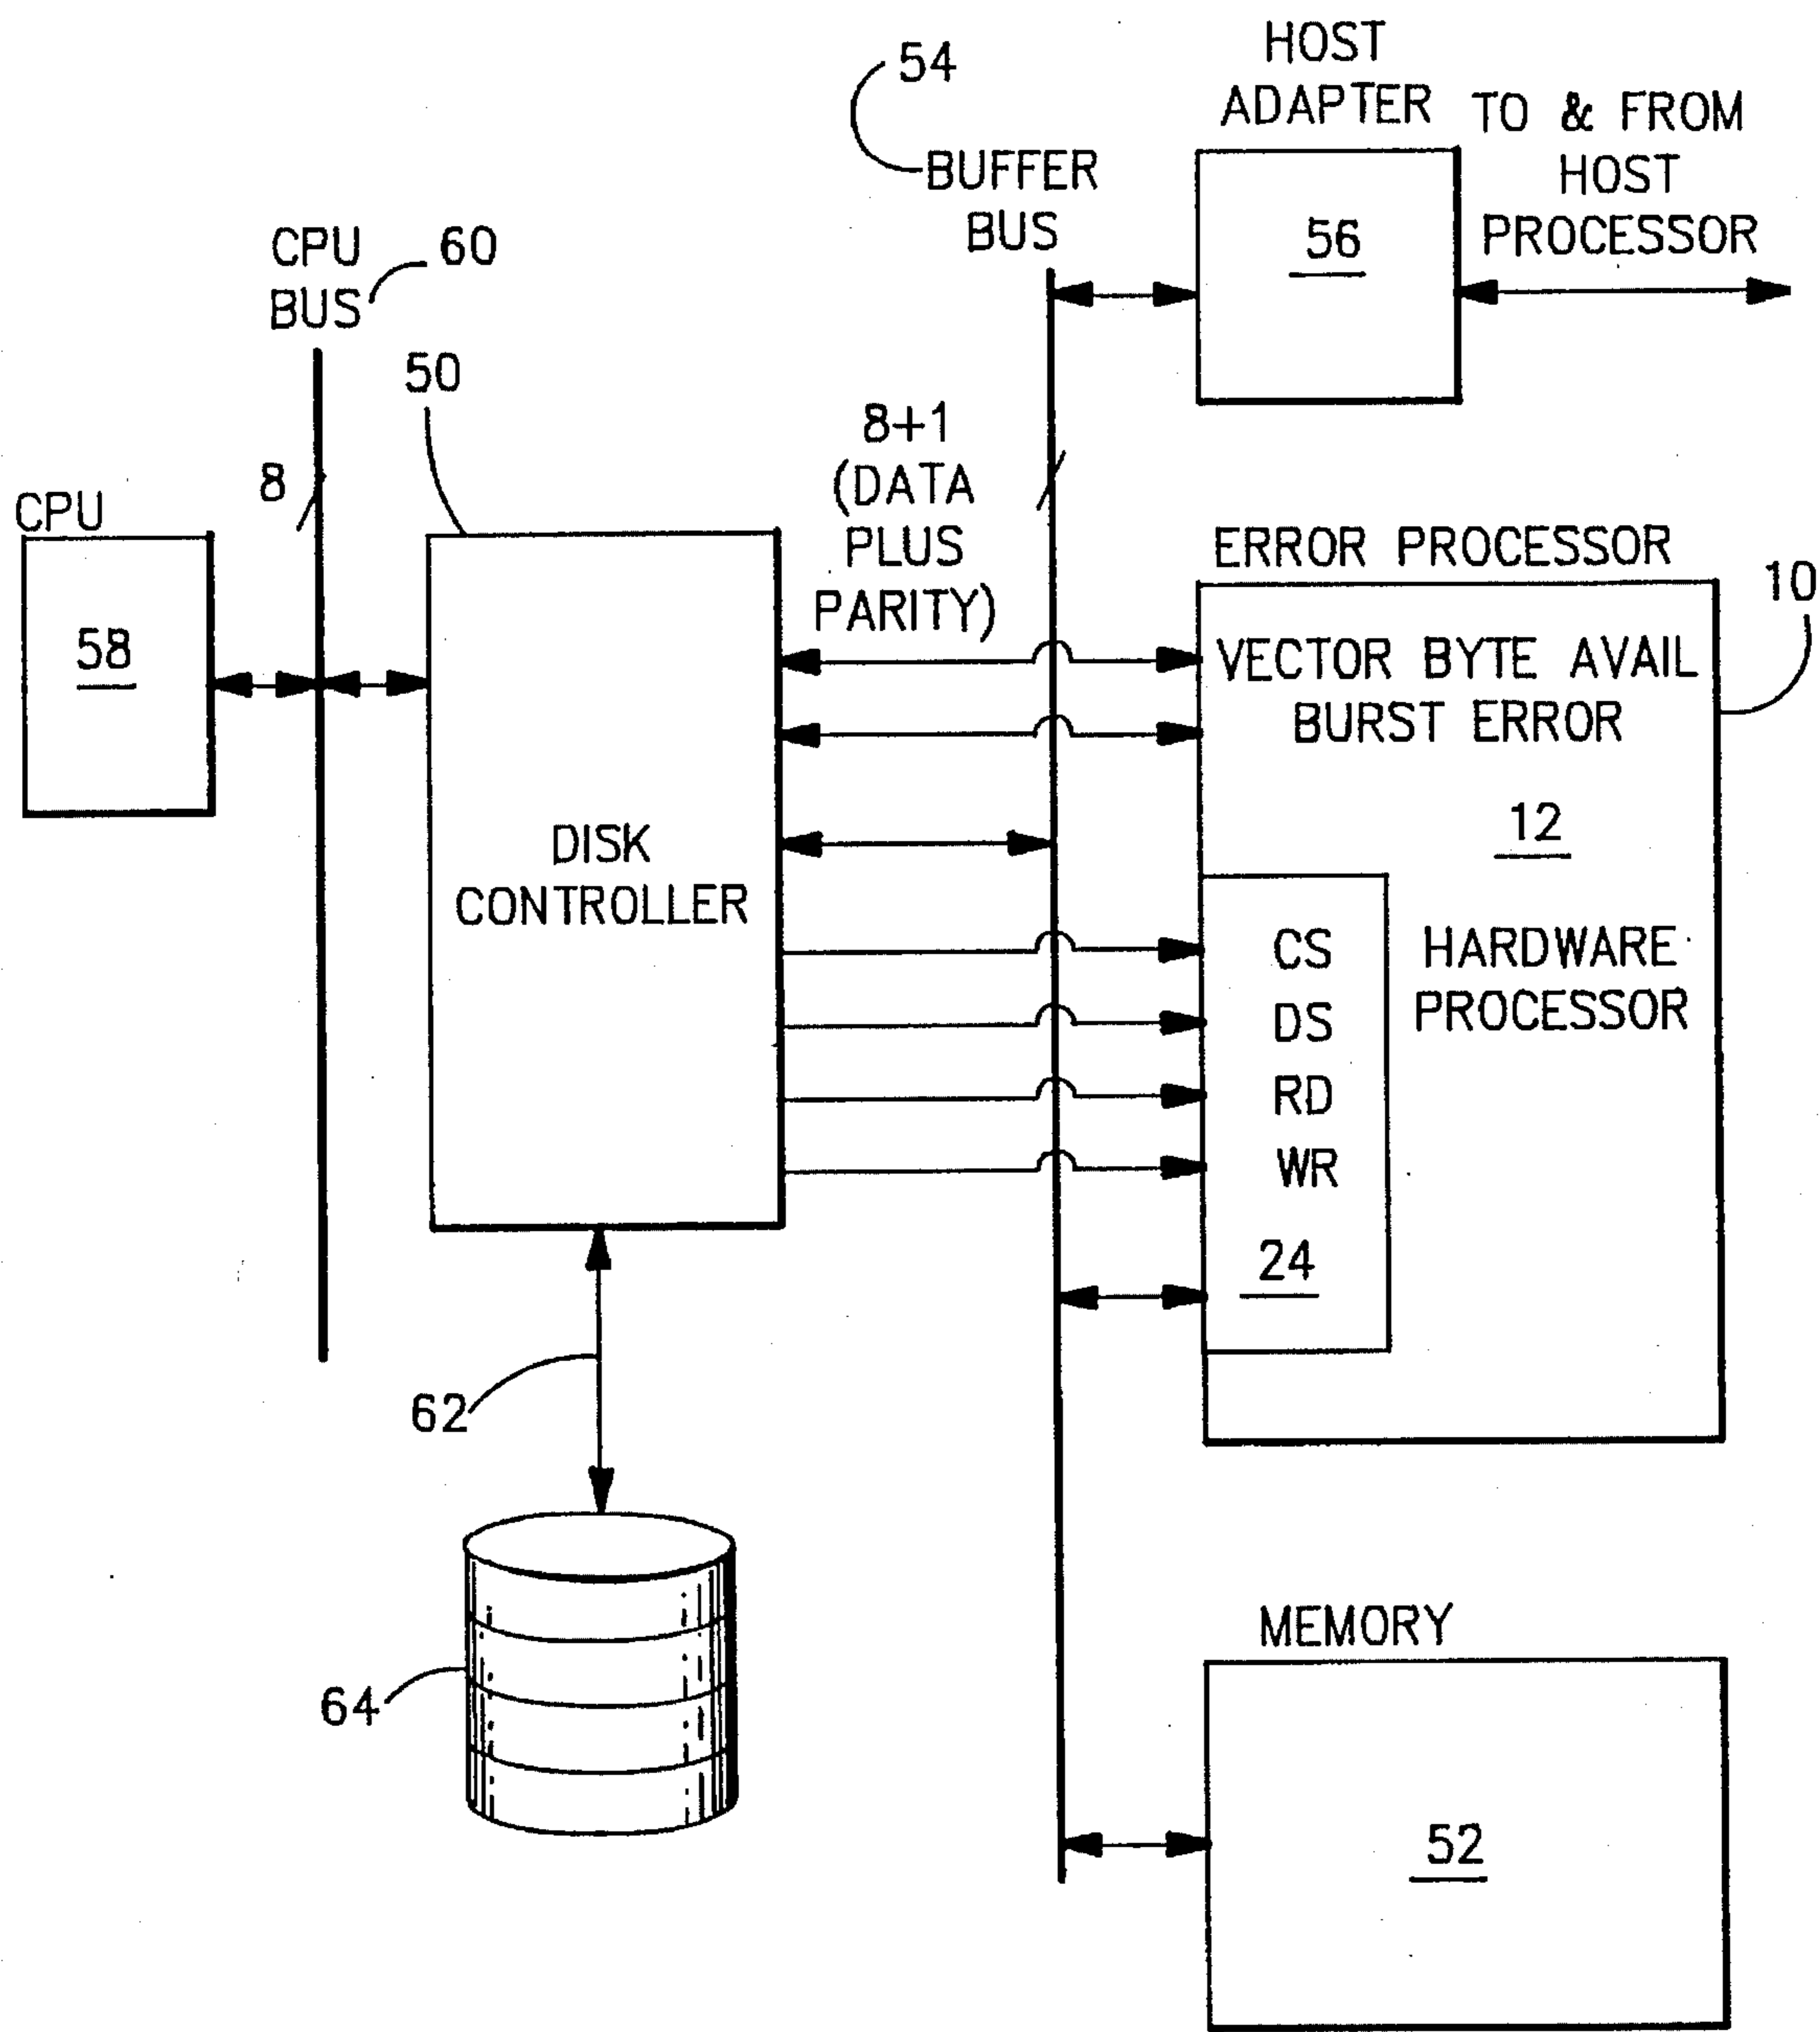 54
HOST
ADAPTER
TO & FROM
HOST
PROCESSOR
BUFFER
BUS
56
CPU
BUS
60
50
8
8+1
(DATA
PLUS
PARITY)
CPU
58
ERROR PROCESSOR
10
VECTOR BYTE AVAIL
BURST ERROR
12
DISK
CONTROLLER
CS
DS
RD
WR
HARDWARE
PROCESSOR
24
62
64
MEMORY
52